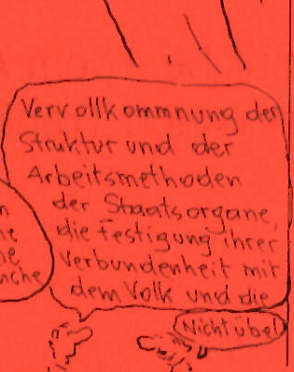 Vervollkommnung der
Struktur und der
Arbeitsmethoden
der Staatsorgane,
die Festigung ihrer
Verbundenheit mit
dem Volk und die
Nicht übel